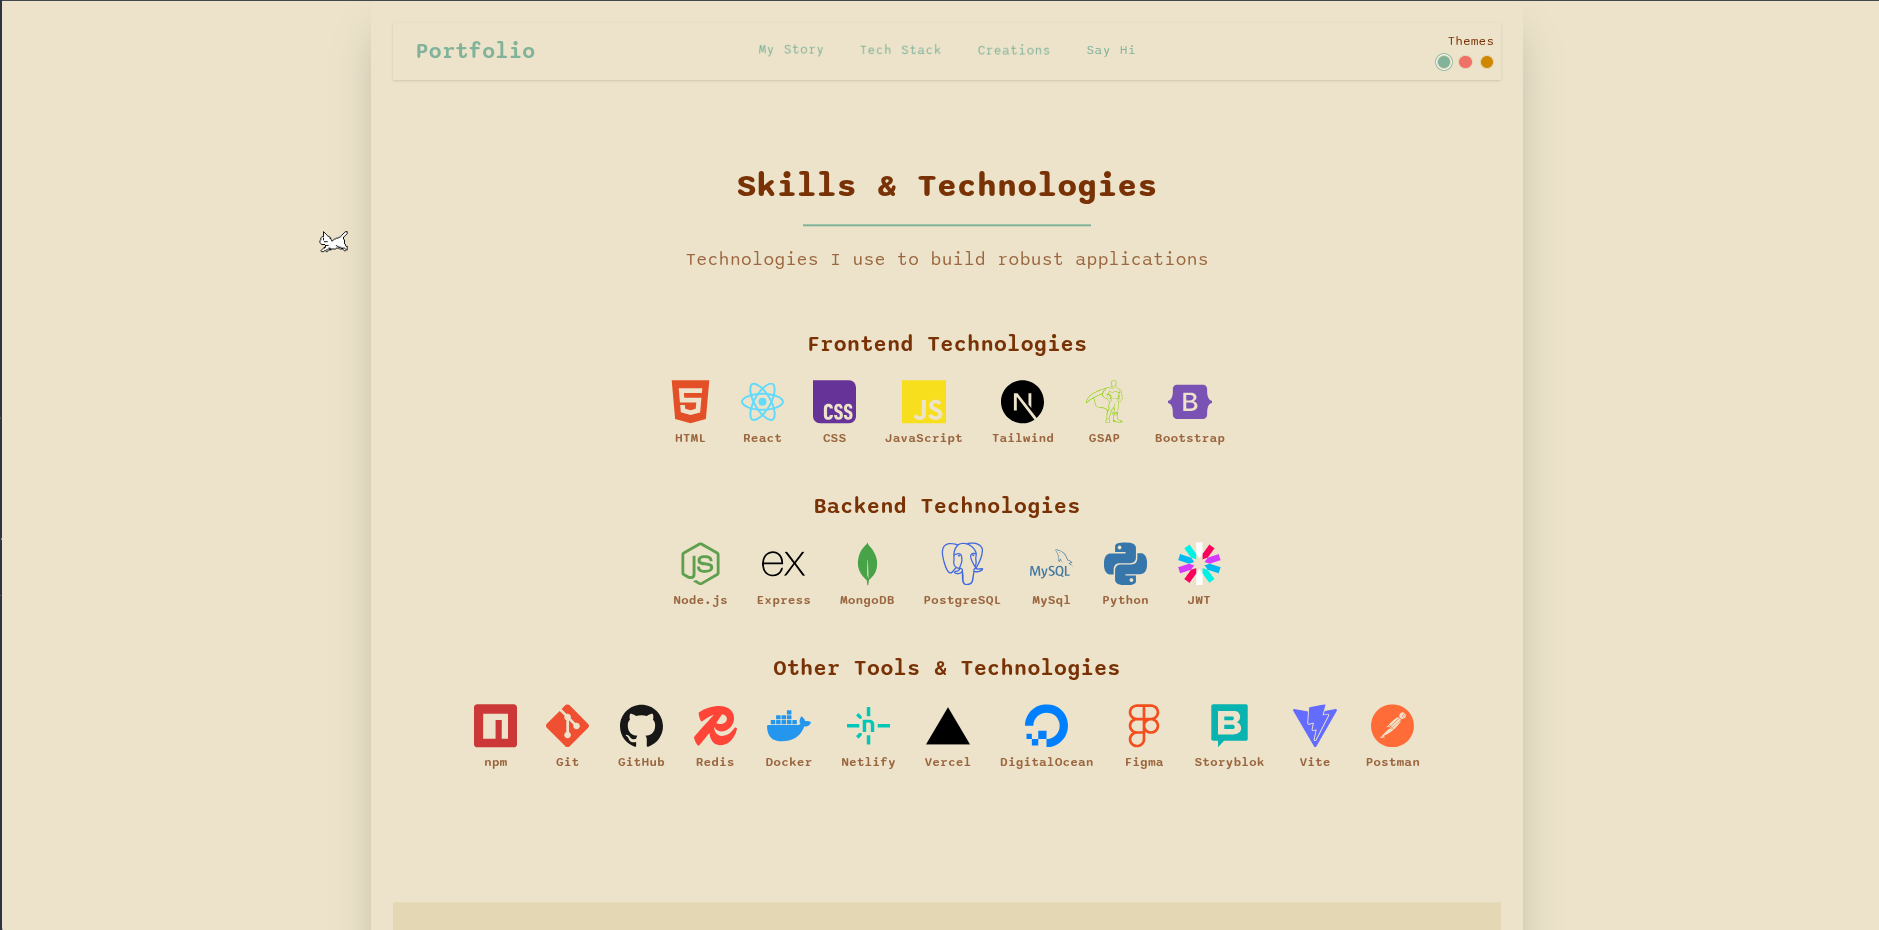 Portfolio
My Story
Tech Stack
Creations
Say Hi
Themes
Skills & Technologies
Technologies I use to build robust applications
Frontend Technologies
5
CSS
JS
N
B
HTML
React
CSS
JavaScript
Tailwind
GSAP
Bootstrap
Backend Technologies
JS
ex
MySQL
Node.js
Express
MongoDB
PostgreSQL
MySql
Python
JWT
Other Tools & Technologies
n
B
npm
Git
GitHub
Redis
Docker
Netlify
Vercel
DigitalOcean
Figma
Storyblok
Vite
Postman